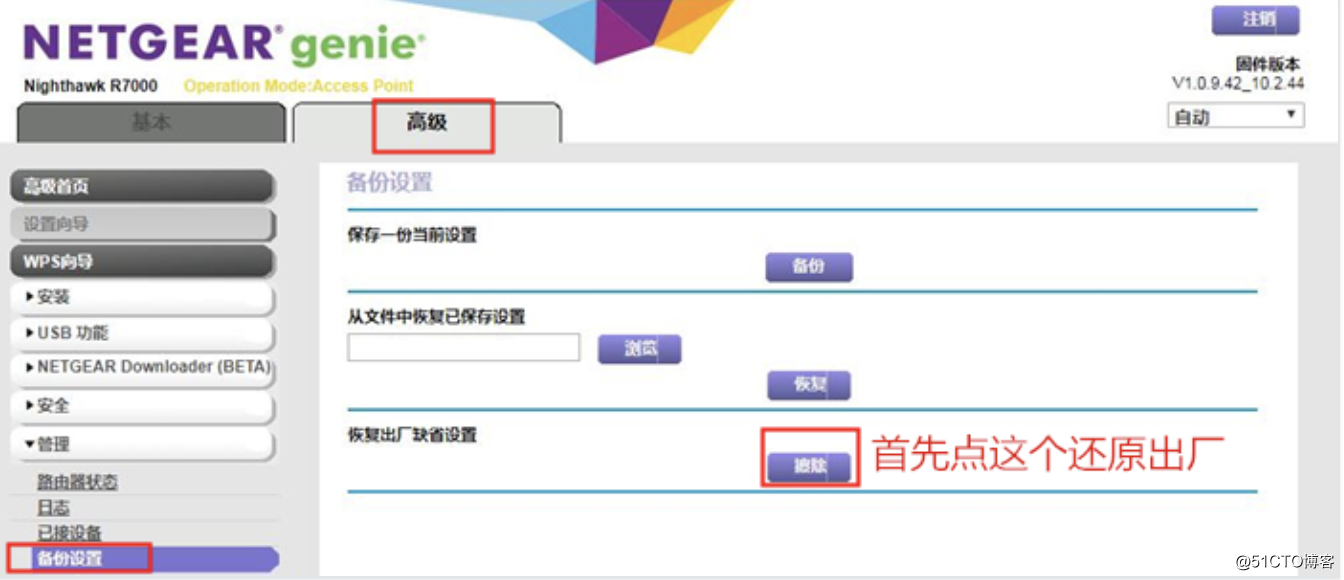 NETGEAR® genie®
注销
固件版本
Nighthawk R7000 Operation Mode:Access Point
V1.0.9.42_10.2.44
基本
高级
自动
高级首页
备份设置
设置向导
保存一份当前设置
WPS向导
备份
安装
从文件中恢复已保存设置
USB 功能
浏览
NETGEAR Downloader (BETA)
恢复
安全
恢复出厂缺省设置
管理
擦除
首先点这个还原出厂
路由器状态
日志
已接设备
备份设置
@51CTO博客